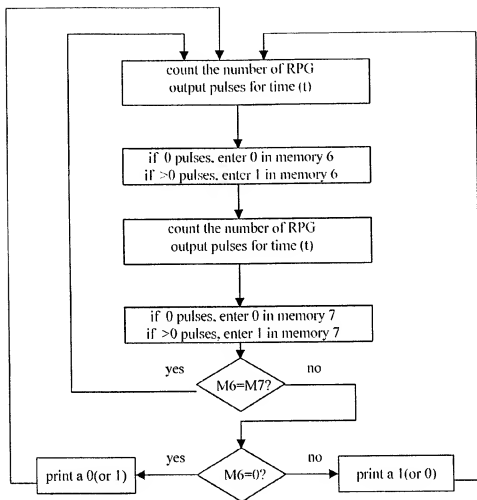 count the number of RPG
output pulses for time (t)
if 0 pulses, enter 0 in memory 6
if >0 pulses, enter 1 in memory 6
count the number of RPG
output pulses for time (t)
if 0 pulses, enter 0 in memory 7
if >0 pulses, enter 1 in memory 7
yes
no
M6=M7?
yes
no
print a 0(or 1)
M6=0?
print a 1(or 0)